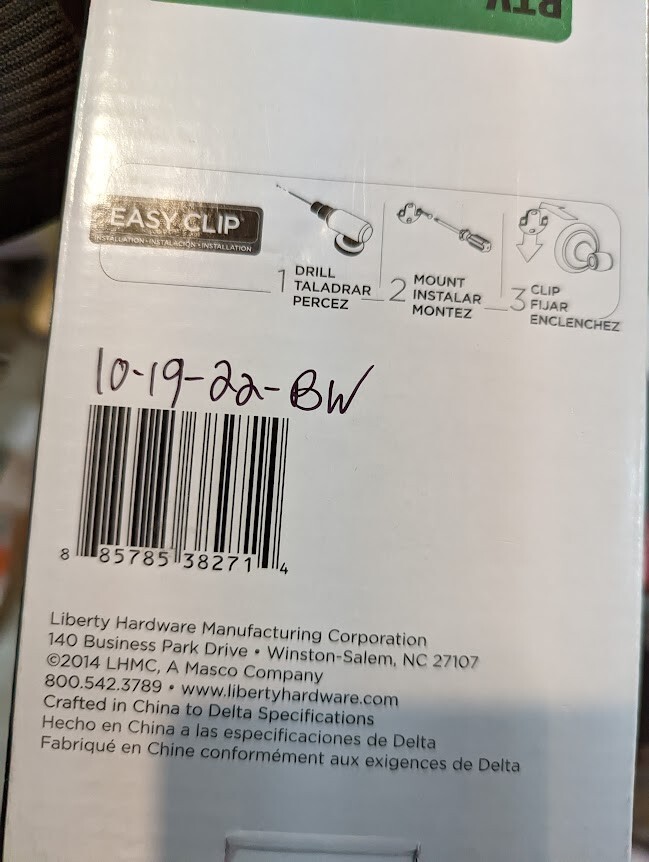 RTV
EASY CLIP
INSTALLATION • INSTALACIÓN • INSTALLATION
1 DRILL
TALADRAR
PERCEZ
2 MOUNT
INSTALAR
MONTEZ
3 CLIP
FIJAR
ENCLENCHEZ
10-19-22-BW
8 85785 38271 4
Liberty Hardware Manufacturing Corporation
140 Business Park Drive • Winston-Salem, NC 27107
©2014 LHMC, A Masco Company
800.542.3789 • www.libertyhardware.com
Crafted in China to Delta Specifications
Hecho en China a las especificaciones de Delta
Fabriqué en Chine conformément aux exigences de Delta